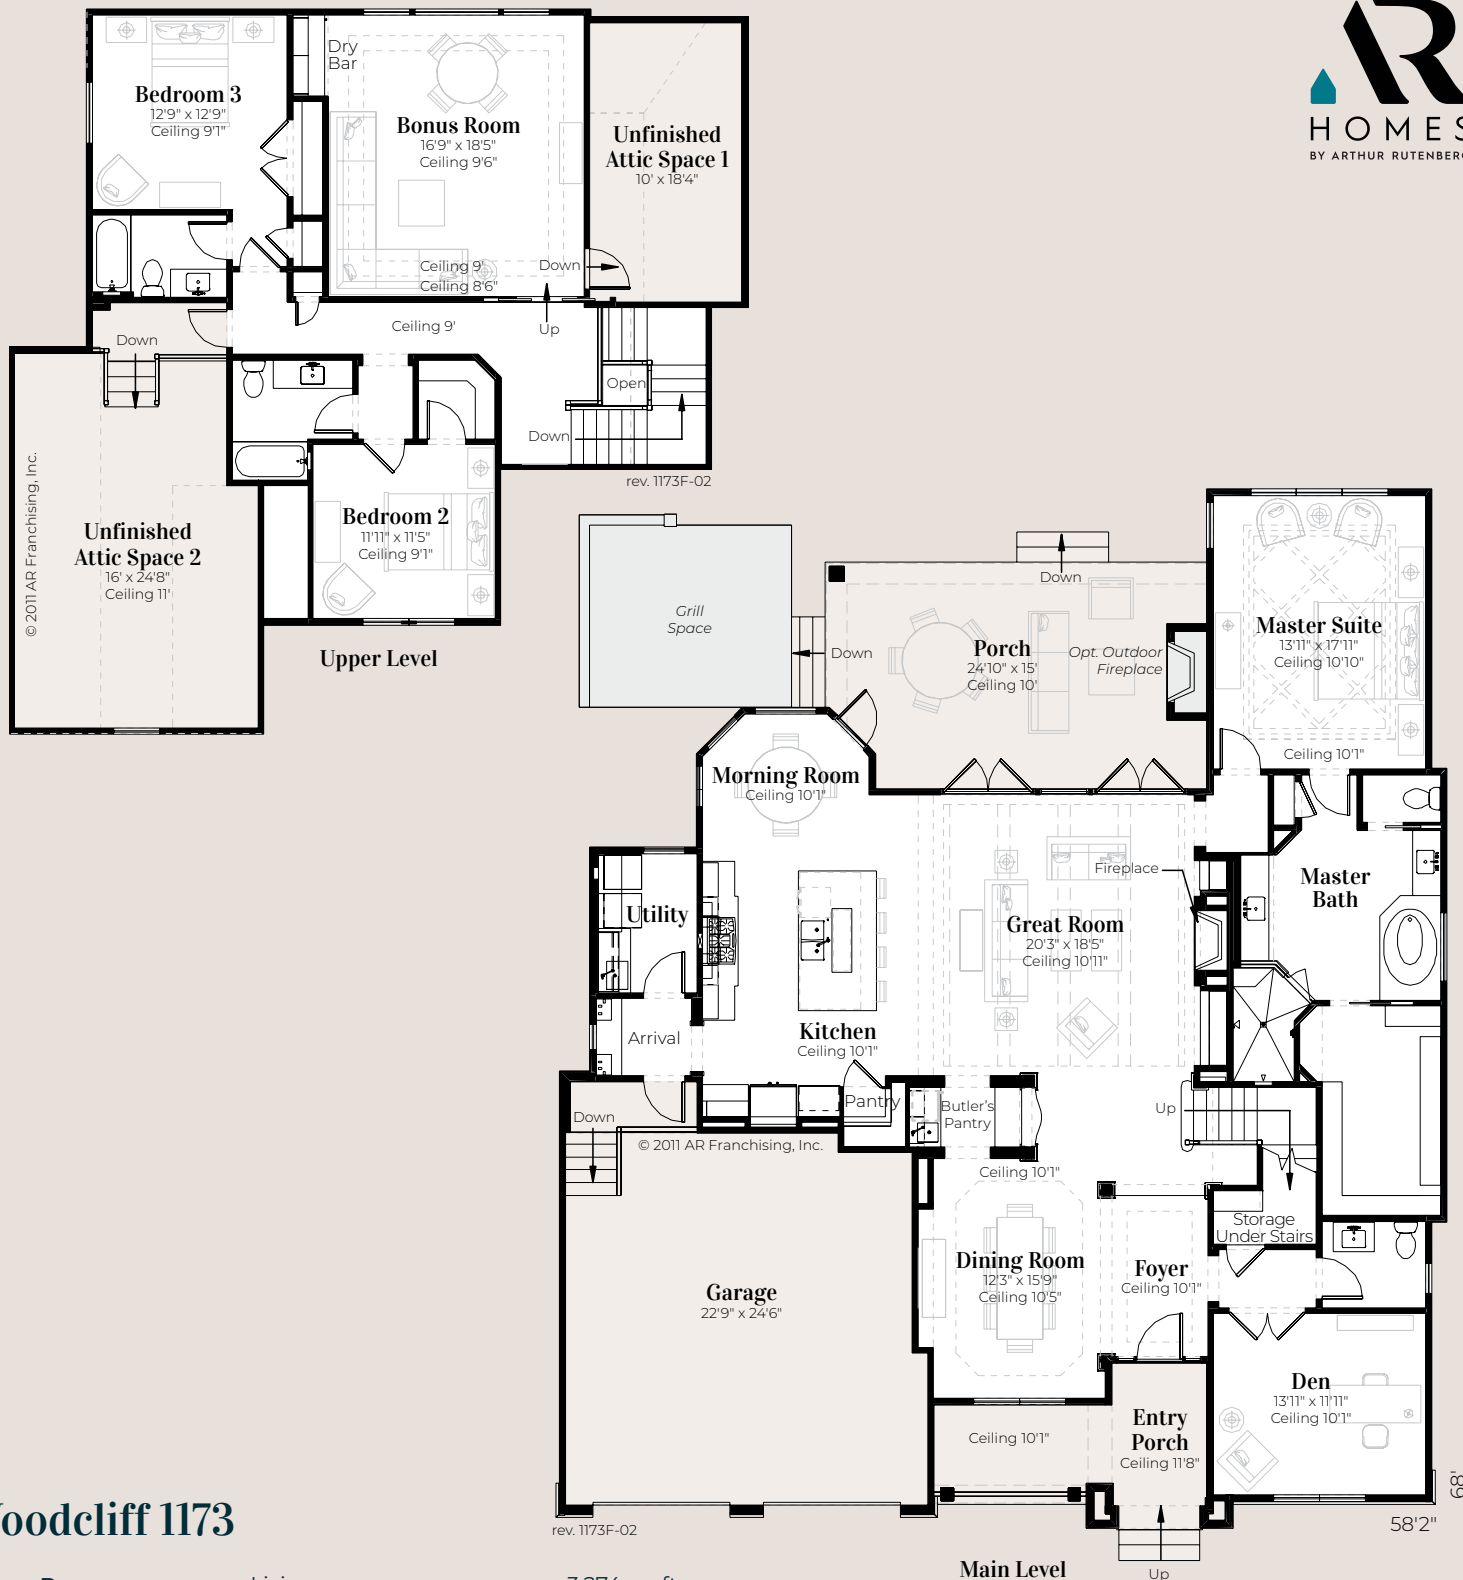 AR
HOMES
BY ARTHUR RUTENBERG
Dry
Bar
Bedroom 3
12'9" x 12'9"
Ceiling 9'1"
Bonus Room
16'9" x 18'5"
Ceiling 9'6"
Unfinished
Attic Space 1
10' x 18'4"
Ceiling 9'
Ceiling 8'6"
Down
Ceiling 9'
Up
Down
Open
Down
rev. 1173F-02
© 2011 AR Franchising, Inc.
Unfinished
Attic Space 2
16' x 24'8"
Ceiling 11'
Bedroom 2
11'11" x 11'5"
Ceiling 9'1"
Upper Level
Grill
Space
Down
Down
Porch
24'10" x 15'
Ceiling 10'
Opt. Outdoor
Fireplace
Master Suite
13'11" x 17'11"
Ceiling 10'10"
Ceiling 10'1"
Morning Room
Ceiling 10'1"
Fireplace
Master
Bath
Utility
Great Room
20'3" x 18'5"
Ceiling 10'11"
Arrival
Kitchen
Ceiling 10'1"
Pantry
Butler's
Pantry
Up
Down
© 2011 AR Franchising, Inc.
Ceiling 10'1"
Storage
Under Stairs
Dining Room
12'3" x 15'9"
Ceiling 10'5"
Foyer
Ceiling 10'1"
Garage
22'9" x 24'6"
Den
13'11" x 11'11"
Ceiling 10'1"
Entry
Porch
Ceiling 11'8"
Ceiling 10'1"
68'
58'2"
rev. 1173F-02
Main Level
Up
oodcliff 1173